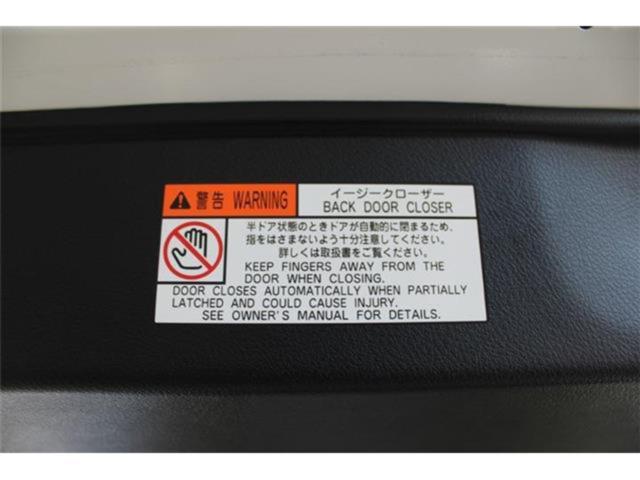 警告 WARNING
イージークローザー
BACK DOOR CLOSER
半ドア状態のときドアが自動的に閉まるため、
指をはさまないよう十分注意してください。
詳しくは取扱書をご覧ください。
KEEP FINGERS AWAY FROM THE
DOOR WHEN CLOSING.
DOOR CLOSES AUTOMATICALLY WHEN PARTIALLY
LATCHED AND COULD CAUSE INJURY.
SEE OWNER'S MANUAL FOR DETAILS.